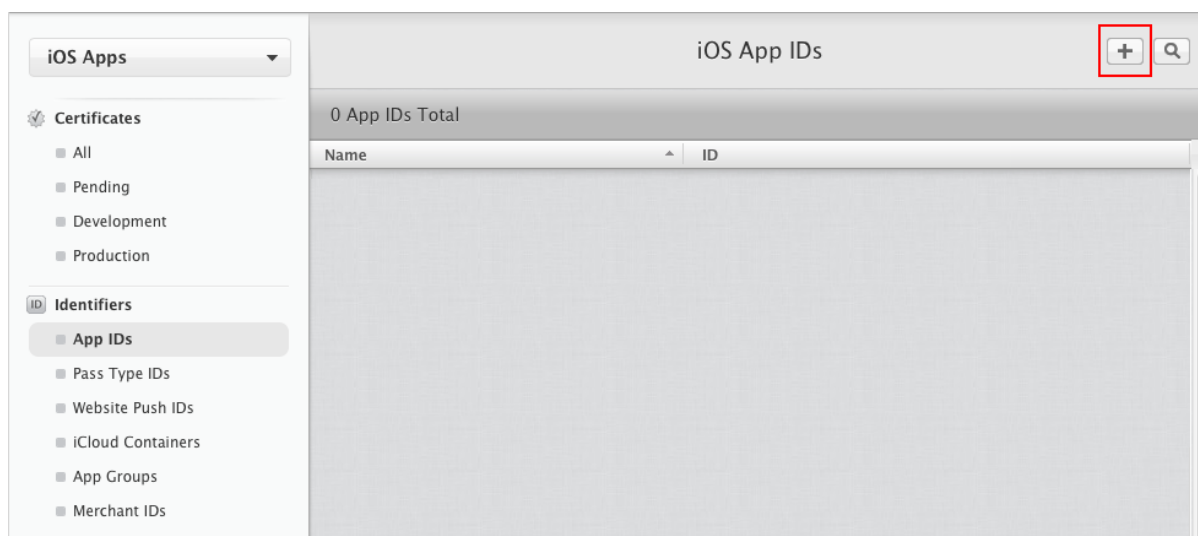 iOS Apps
Certificates
All
Pending
Development
Production
ID Identifiers
App IDs
Pass Type IDs
Website Push IDs
iCloud Containers
App Groups
Merchant IDs
iOS App IDs
0 App IDs Total
Name ID